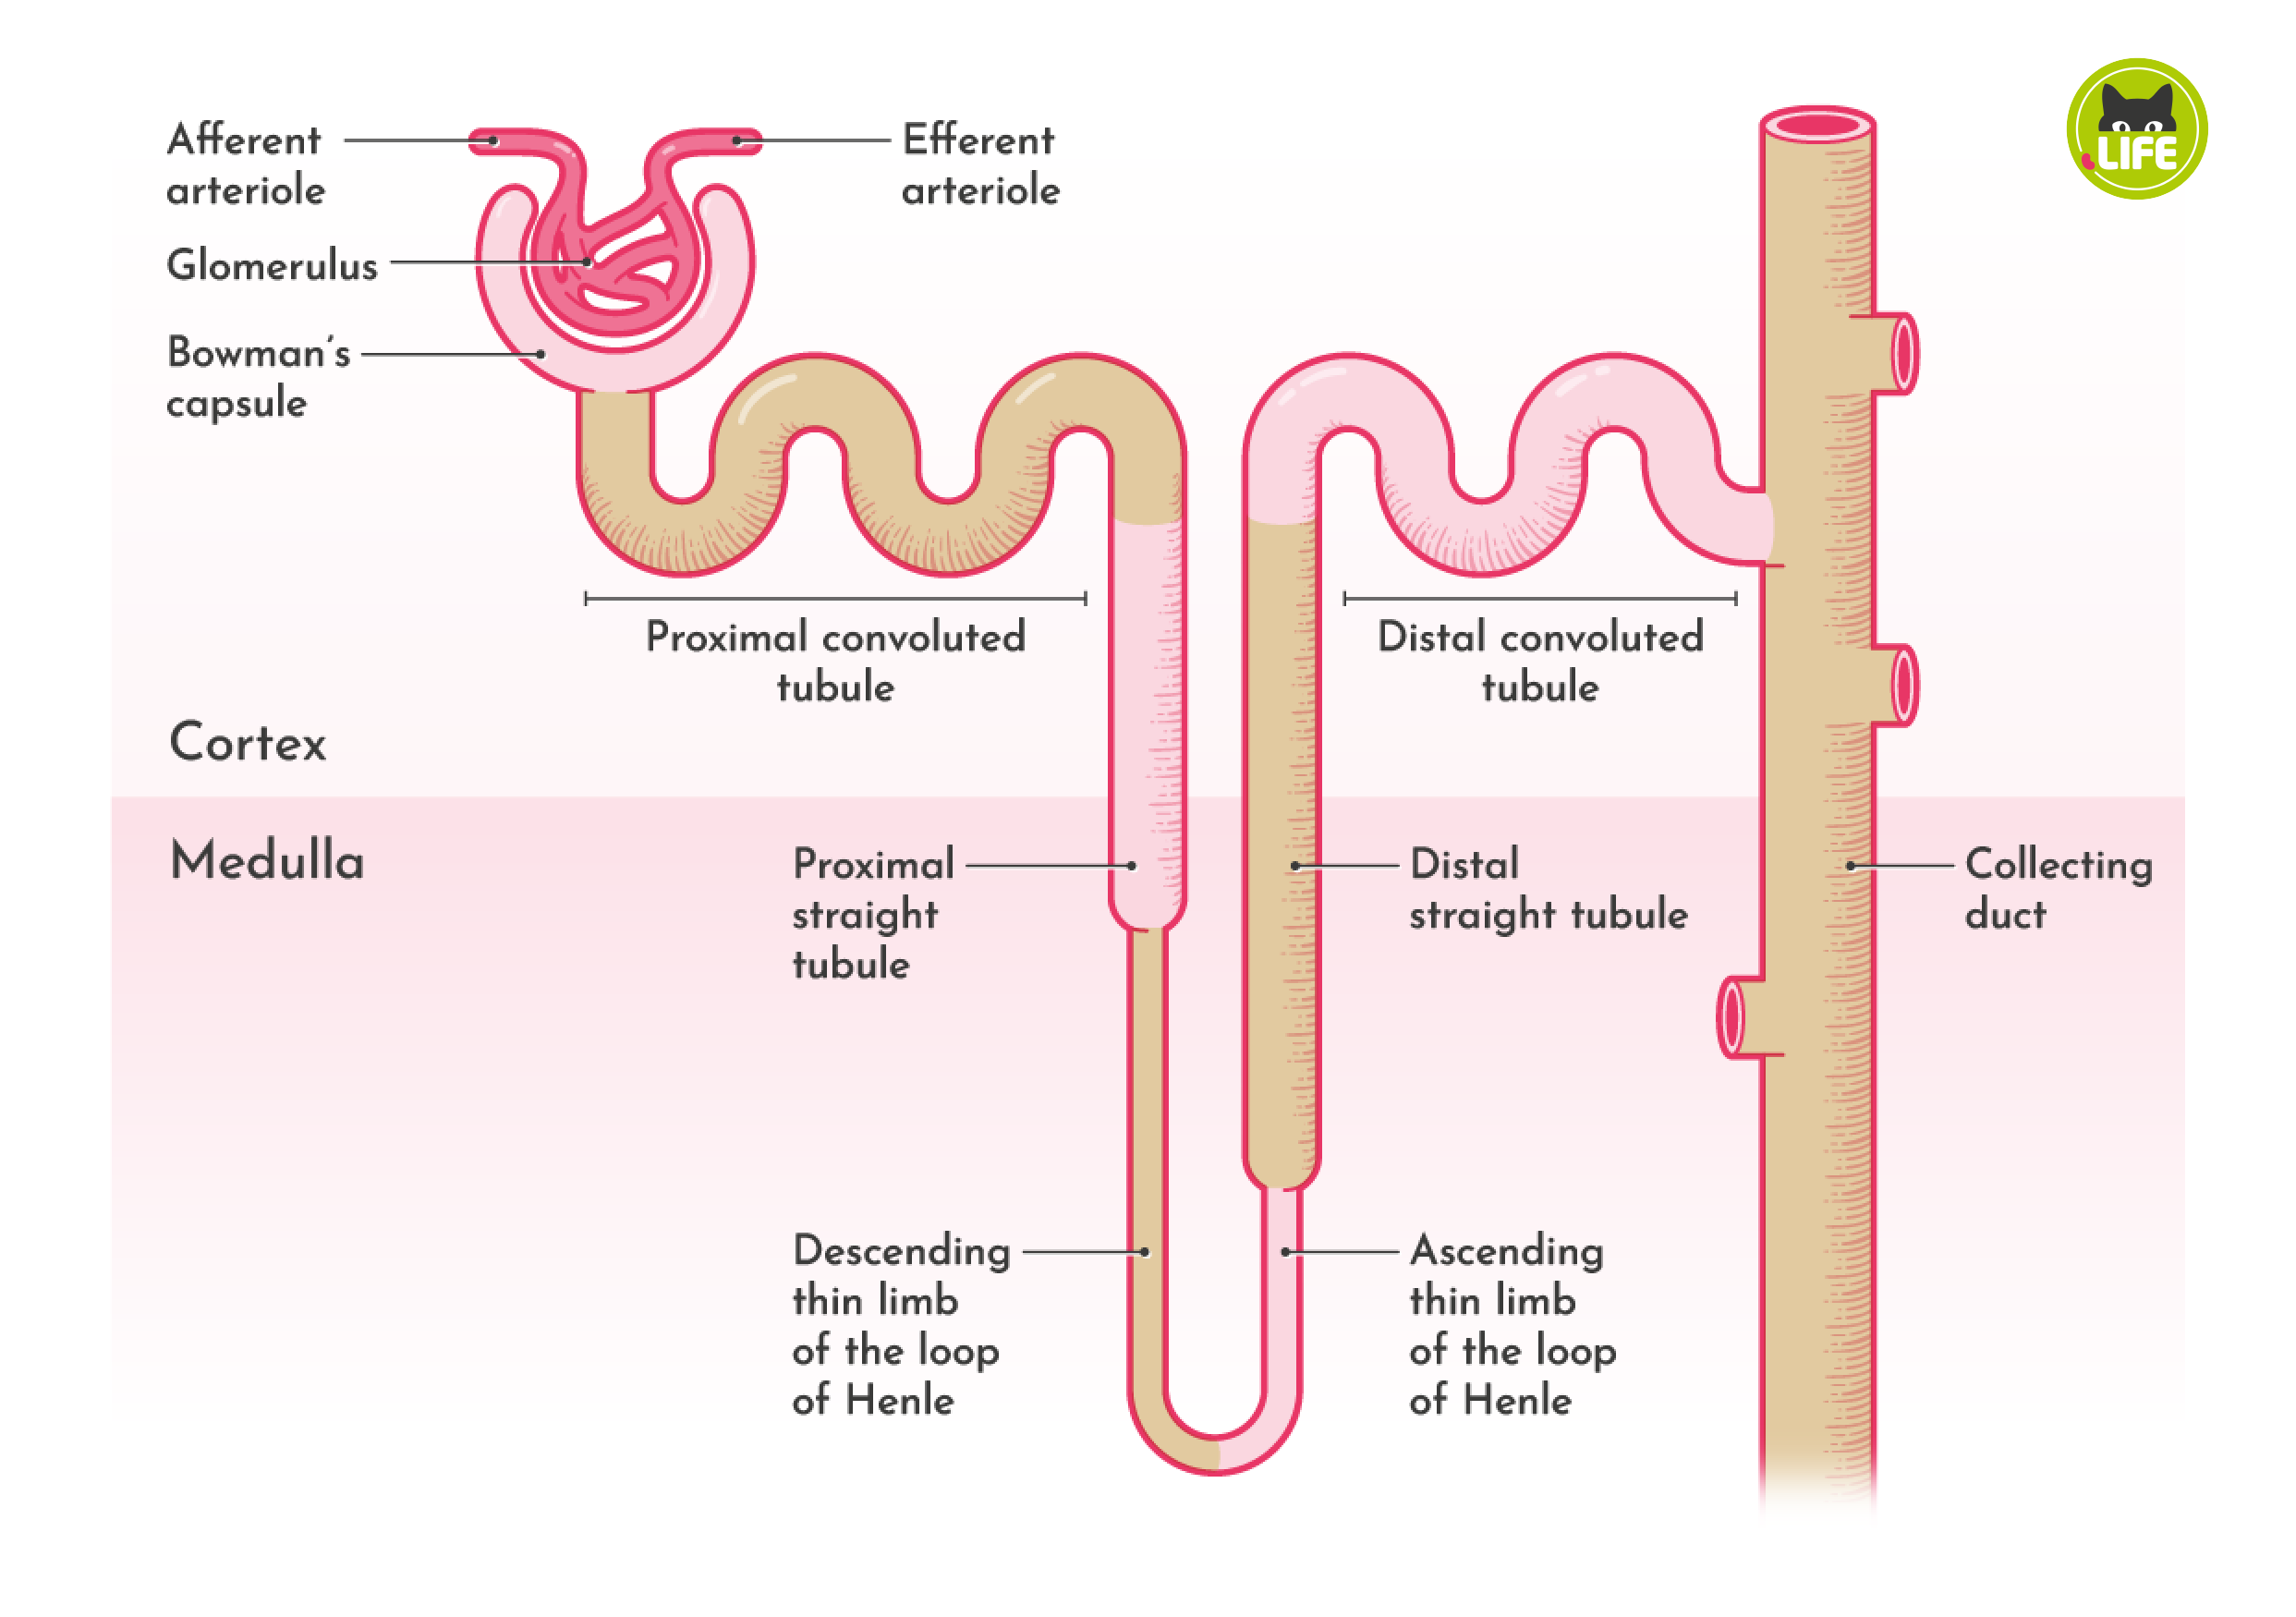 Afferent
arteriole
Efferent
arteriole
Glomerulus
Bowman's
capsule
LIFE
Proximal convoluted
tubule
Distal convoluted
tubule
Cortex
Medulla
Proximal
straight
tubule
Distal
straight tubule
Collecting
duct
Descending
thin limb
of the loop
of Henle
Ascending
thin limb
of the loop
of Henle